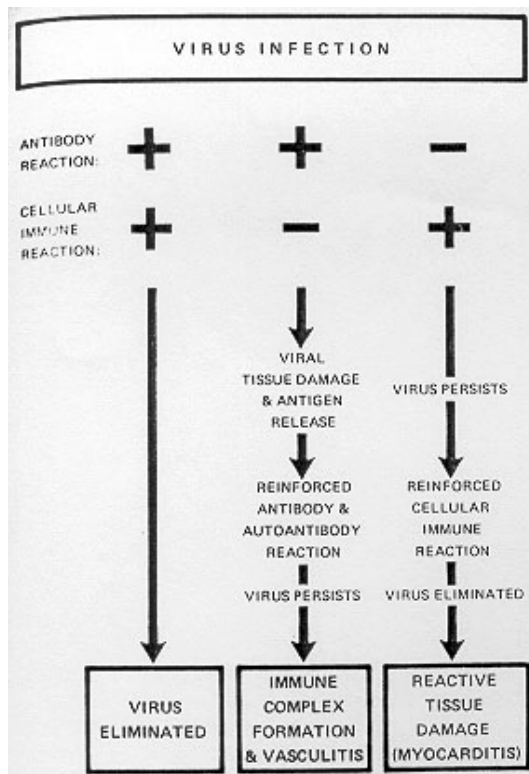 VIRUS INFECTION
ANTIBODY
REACTION:
+ + −
CELLULAR
IMMUNE
REACTION:
+ − +
VIRAL
TISSUE DAMAGE
& ANTIGEN
RELEASE
VIRUS PERSISTS
REINFORCED
ANTIBODY &
AUTOANTIBODY
REACTION
REINFORCED
CELLULAR
IMMUNE
REACTION
VIRUS PERSISTS
VIRUS ELIMINATED
VIRUS
ELIMINATED
IMMUNE
COMPLEX
FORMATION
& VASCULITIS
REACTIVE
TISSUE
DAMAGE
(MYOCARDITIS)